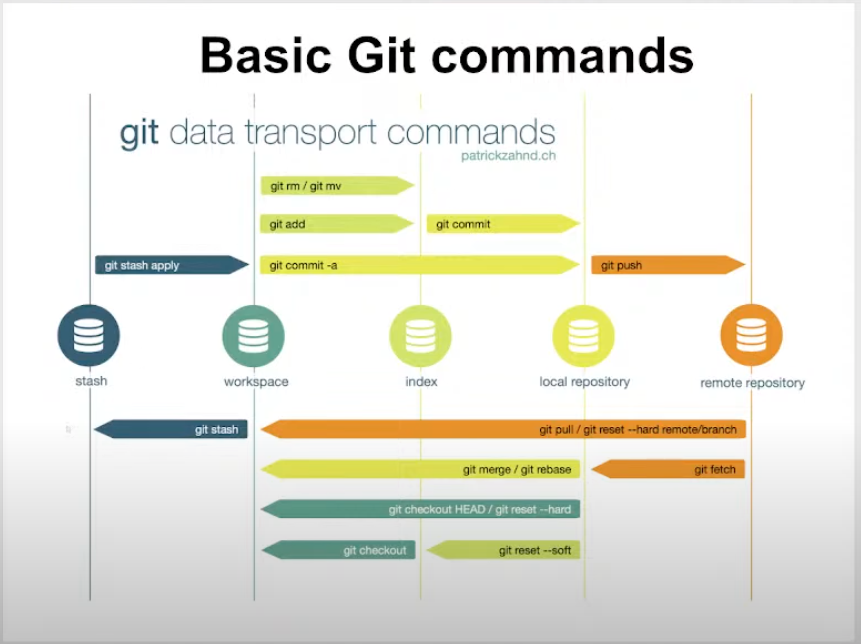 Basic Git commands
git data transport commands
patrickzahnd.ch
git rm / git mv
git add
git commit
git stash apply
git commit -a
git push
stash
workspace
index
local repository
remote repository
git stash
git pull / git reset --hard remote/branch
git merge / git rebase
git fetch
git checkout HEAD / git reset --hard
git checkout
git reset --soft